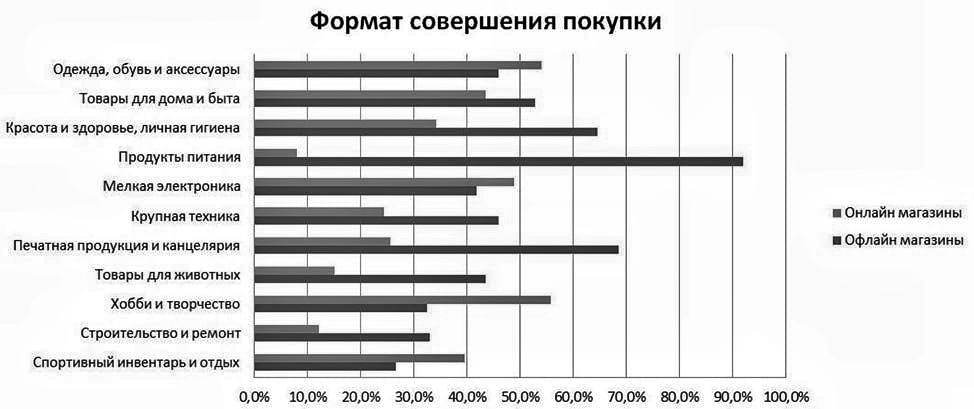 Формат совершения покупки
Одежда, обувь и аксессуары
Товары для дома и быта
Красота и здоровье, личная гигиена
Продукты питания
Мелкая электроника
Крупная техника
Печатная продукция и канцелярия
Товары для животных
Хобби и творчество
Строительство и ремонт
Спортивный инвентарь и отдых
Онлайн магазины
Офлайн магазины
0,0% 10,0% 20,0% 30,0% 40,0% 50,0% 60,0% 70,0% 80,0% 90,0% 100,0%